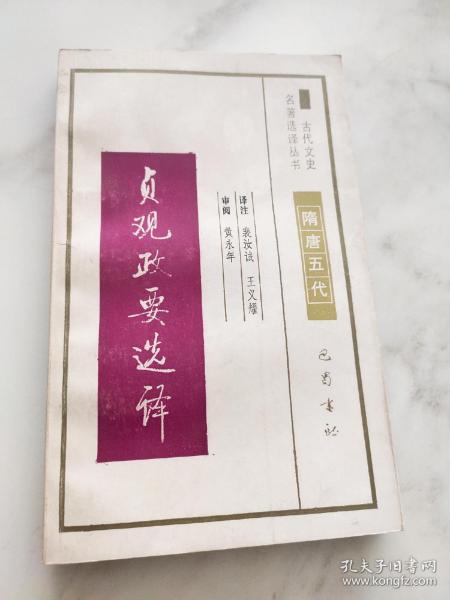 古代文史
名著选译丛书
隋唐五代
巴蜀书社
译注 裴汝诚 王义耀
审阅 黄永年
贞观政要选译
孔夫子旧书网
www.kongfz.com